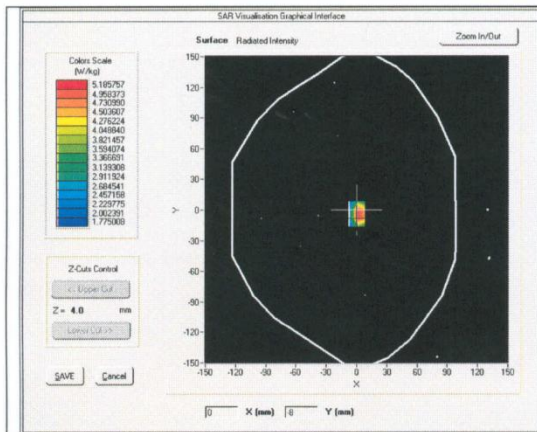 SAR Visualisation Graphical Interface
Surface Radiated Intensity
Zoom In/Out
Colors Scale
(W/kg)
5.185757
4.958373
4.730990
4.503607
4.276224
4.048840
3.821457
3.594074
3.366691
3.139308
2.911924
2.684541
2.457158
2.229775
2.002391
1.775008
Z-Cuts Control
<< Upper Cut
Z = 4.0 mm
Lower Cut >>
SAVE
Cancel
Y
150
120
90
60
30
0
-30
-60
-90
-120
-150
-150 -120 -90 -60 -30 0 30 60 90 120 150
X
0 X (mm) -8 Y (mm)